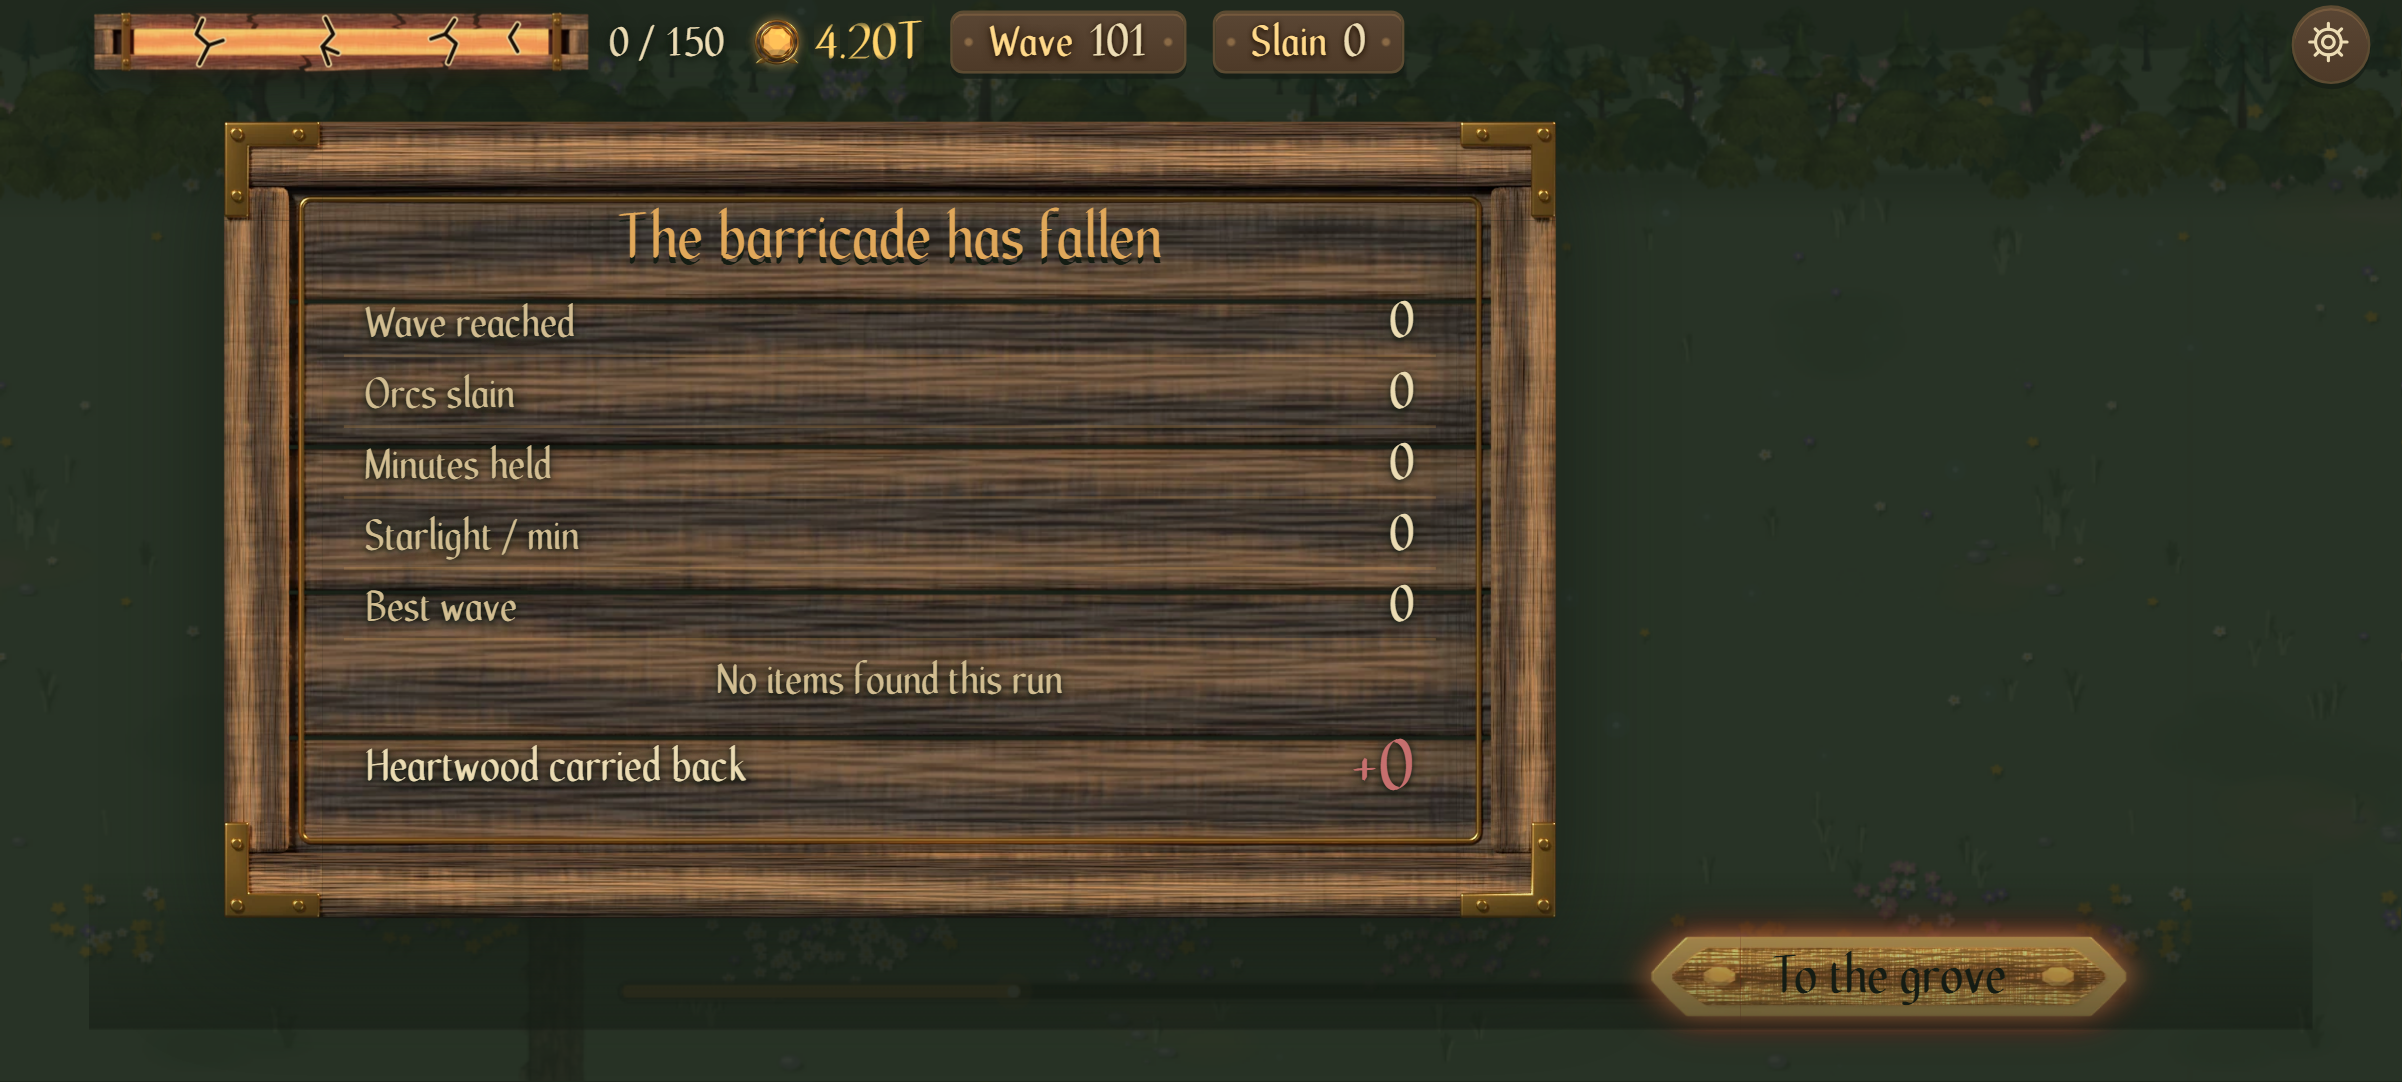 0 / 150
4.20T
Wave 101
Slain 0
The barricade has fallen
Wave reached 0
Orcs slain 0
Minutes held 0
Starlight / min 0
Best wave 0
No items found this run
Heartwood carried back +0
To the grove